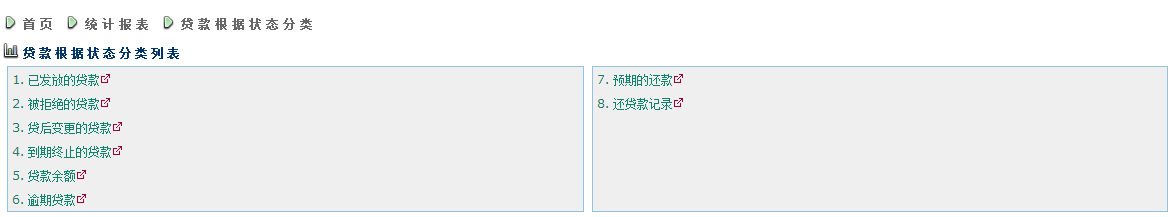 首页 统计报表 贷款根据状态分类
贷款根据状态分类列表
1. 已发放的贷款
2. 被拒绝的贷款
3. 贷后变更的贷款
4. 到期终止的贷款
5. 贷款余额
6. 逾期贷款
7. 预期的还款
8. 还贷款记录